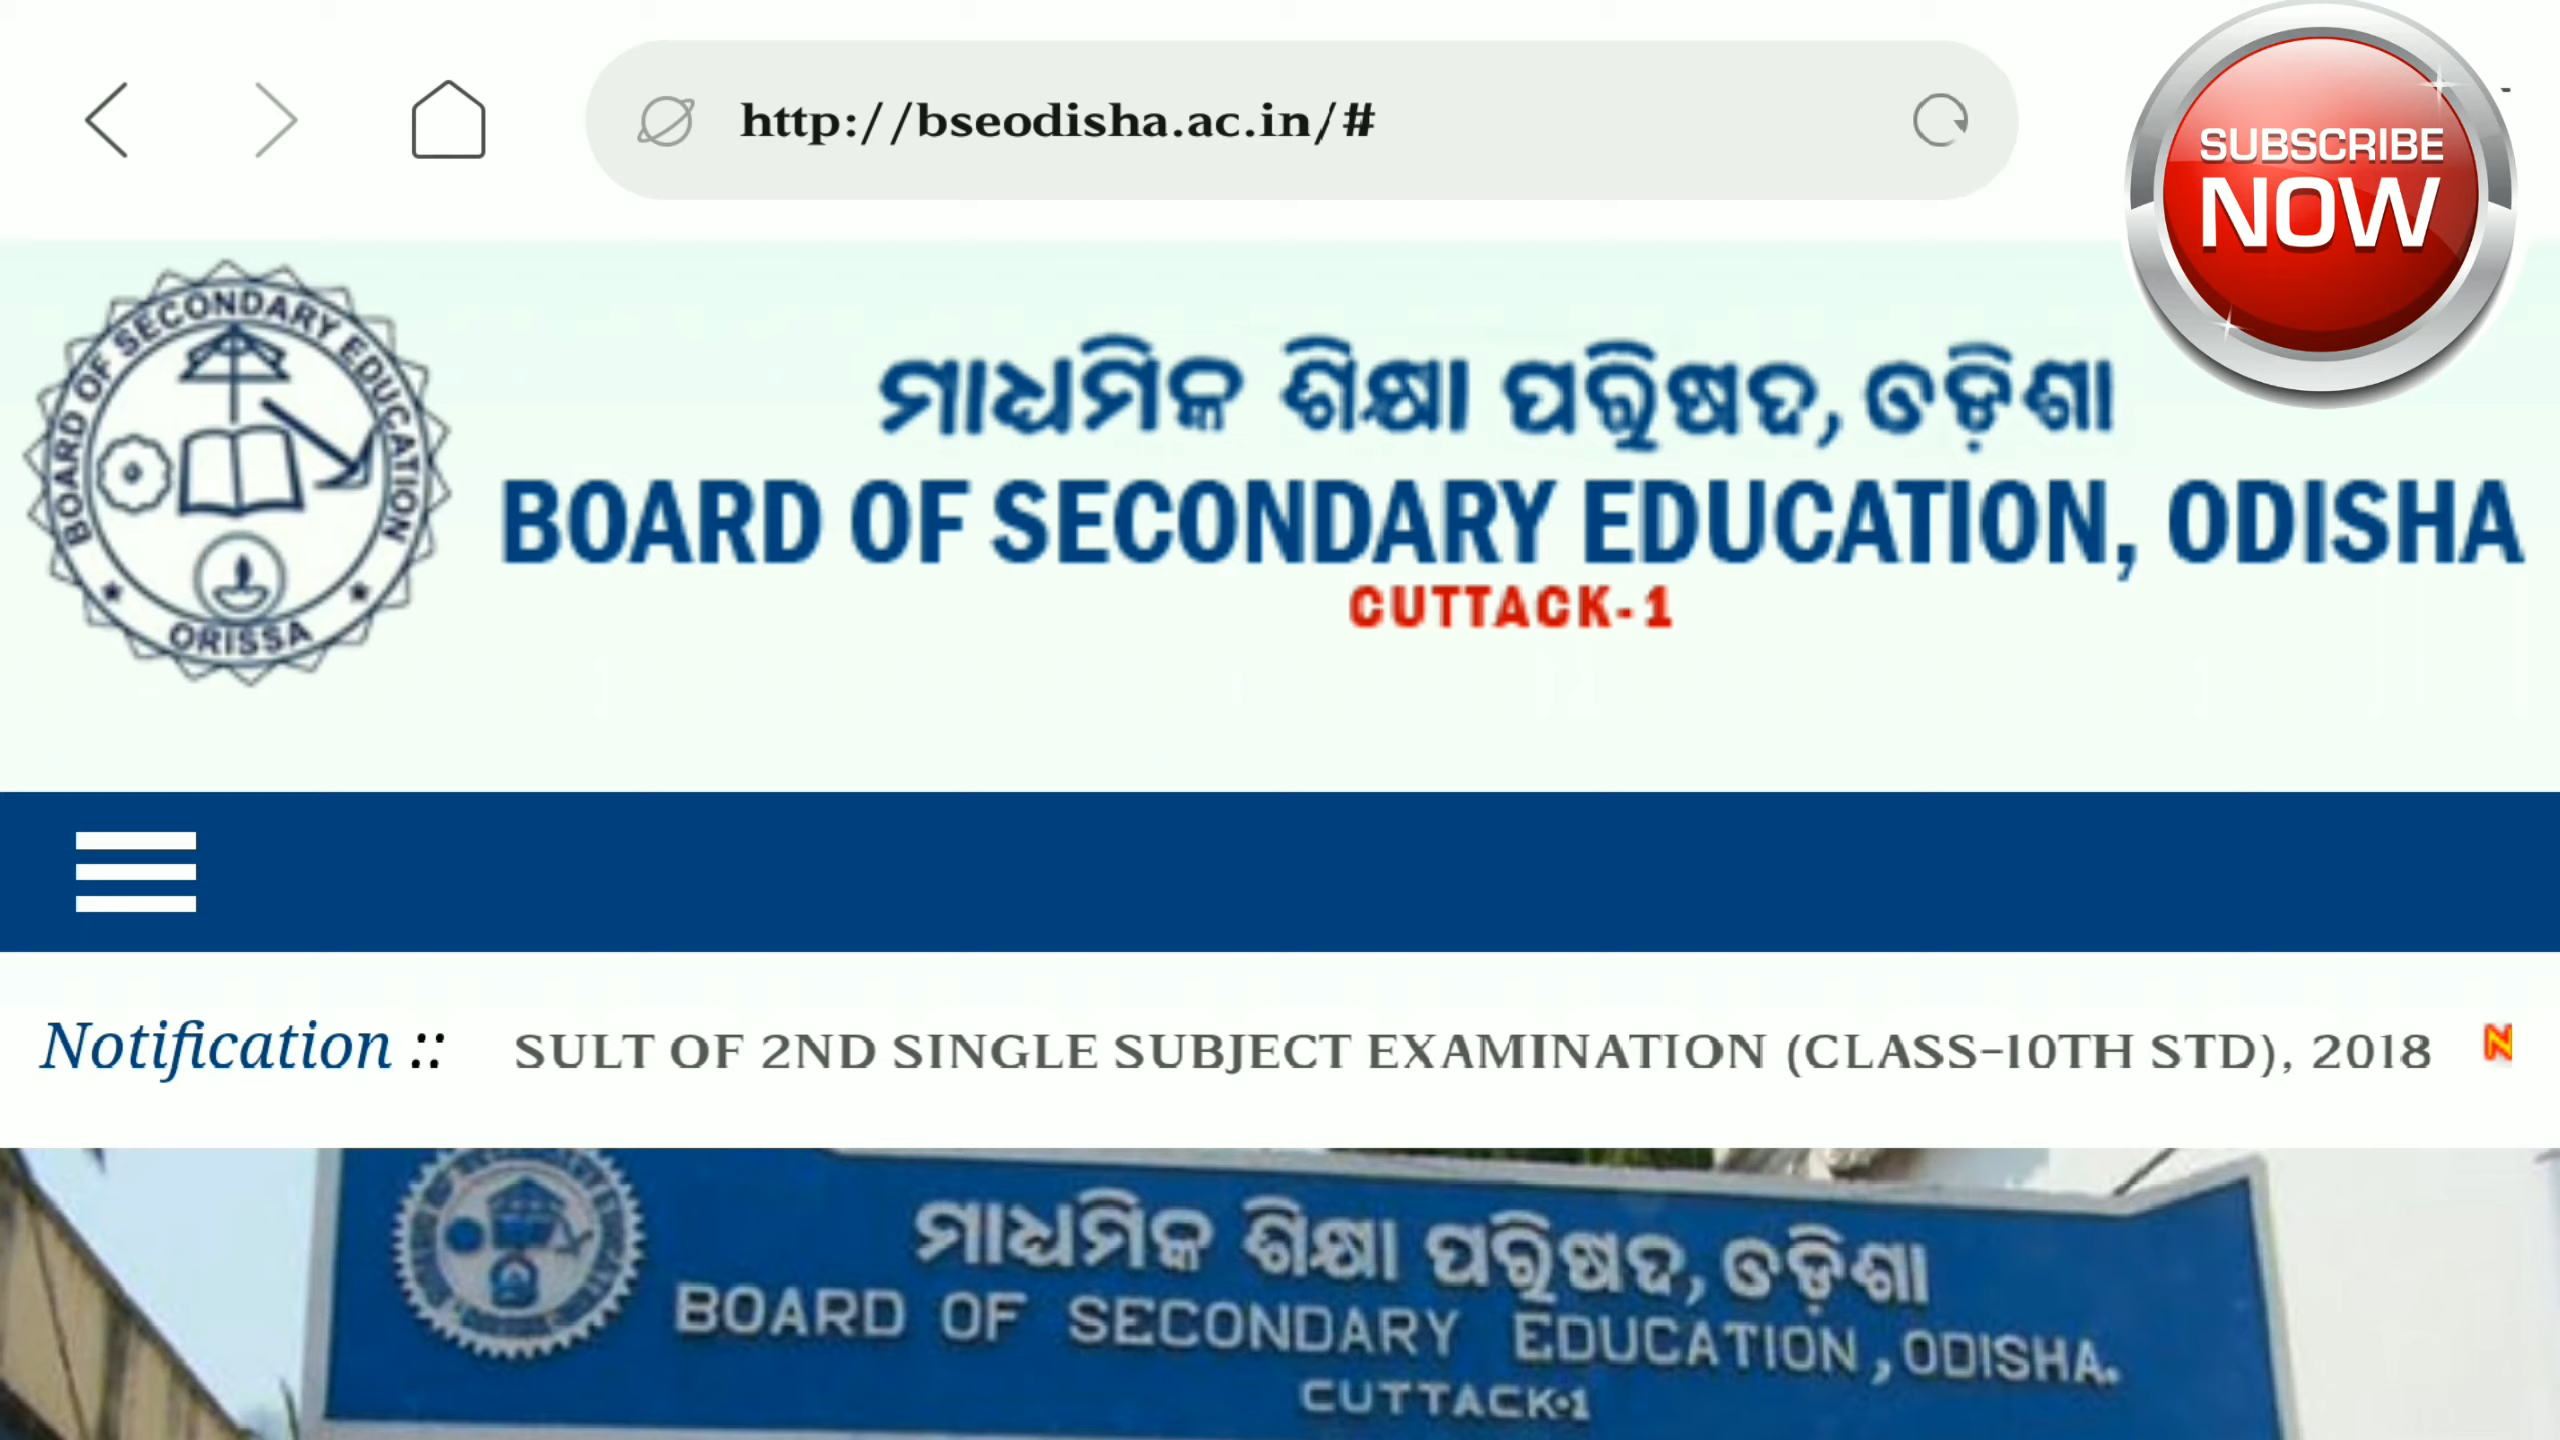 http://bseodisha.ac.in/#
SUBSCRIBE
NOW
BOARD OF SECONDARY EDUCATION
ORISSA
ମାଧ୍ୟମିକ ଶିକ୍ଷା ପରିଷଦ, ଓଡ଼ିଶା
BOARD OF SECONDARY EDUCATION, ODISHA
CUTTACK-1
Notification :: SULT OF 2ND SINGLE SUBJECT EXAMINATION (CLASS-10TH STD), 2018 N
ମାଧ୍ୟମିକ ଶିକ୍ଷା ପରିଷଦ, ଓଡ଼ିଶା
BOARD OF SECONDARY EDUCATION, ODISHA.
CUTTACK-1